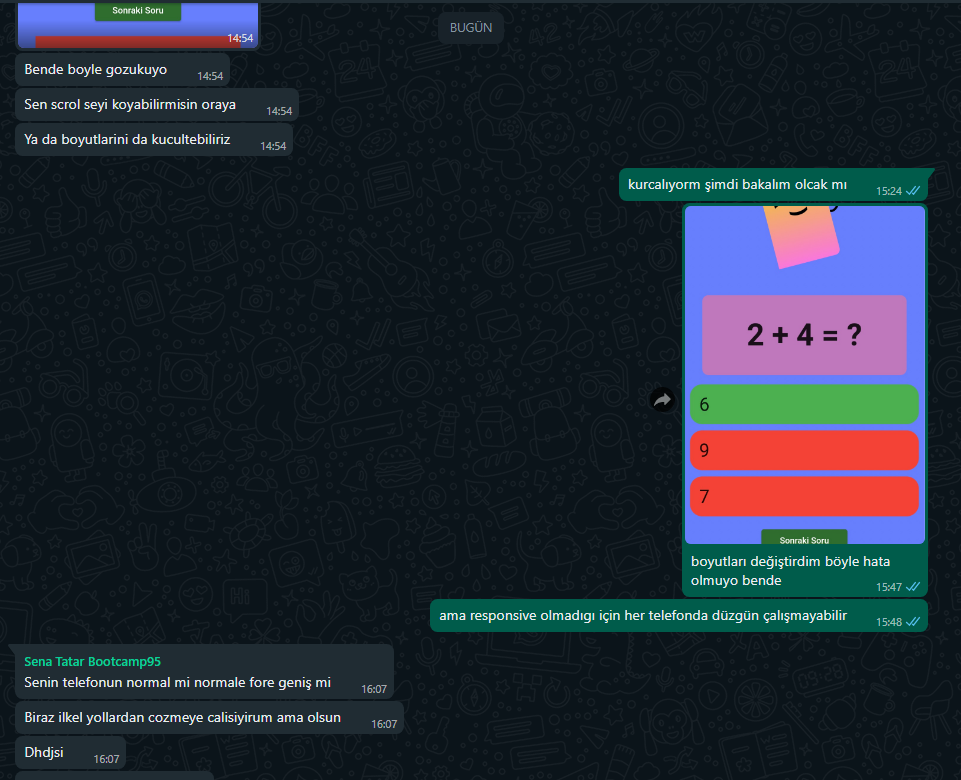 Sonraki Soru
14:54
BUGÜN
Bende boyle gozukuyo 14:54
Sen scrol seyi koyabilirmisin oraya 14:54
Ya da boyutlarini da kucultebiliriz 14:54
kurcalıyorm şimdi bakalım olcak mı 15:24
2 + 4 = ?
6
9
7
Sonraki Soru
boyutları değiştirdim böyle hata
olmuyo bende 15:47
ama responsive olmadıgı için her telefonda düzgün çalışmayabilir 15:48
Sena Tatar Bootcamp95
Senin telefonun normal mi normale fore geniş mi 16:07
Biraz ilkel yollardan cozmeye calisiyirum ama olsun 16:07
Dhdjsi 16:07